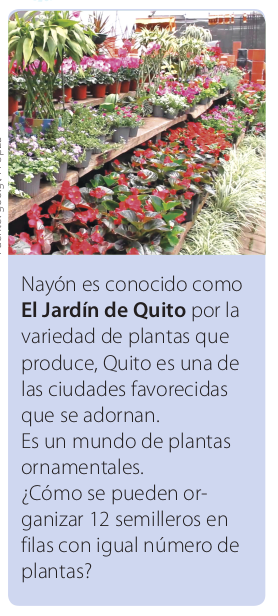 Nayón es conocido como
El Jardín de Quito por la
variedad de plantas que
produce, Quito es una de
las ciudades favorecidas
que se adornan.
Es un mundo de plantas
ornamentales.
¿Cómo se pueden or-
ganizar 12 semilleros en
filas con igual número de
plantas?